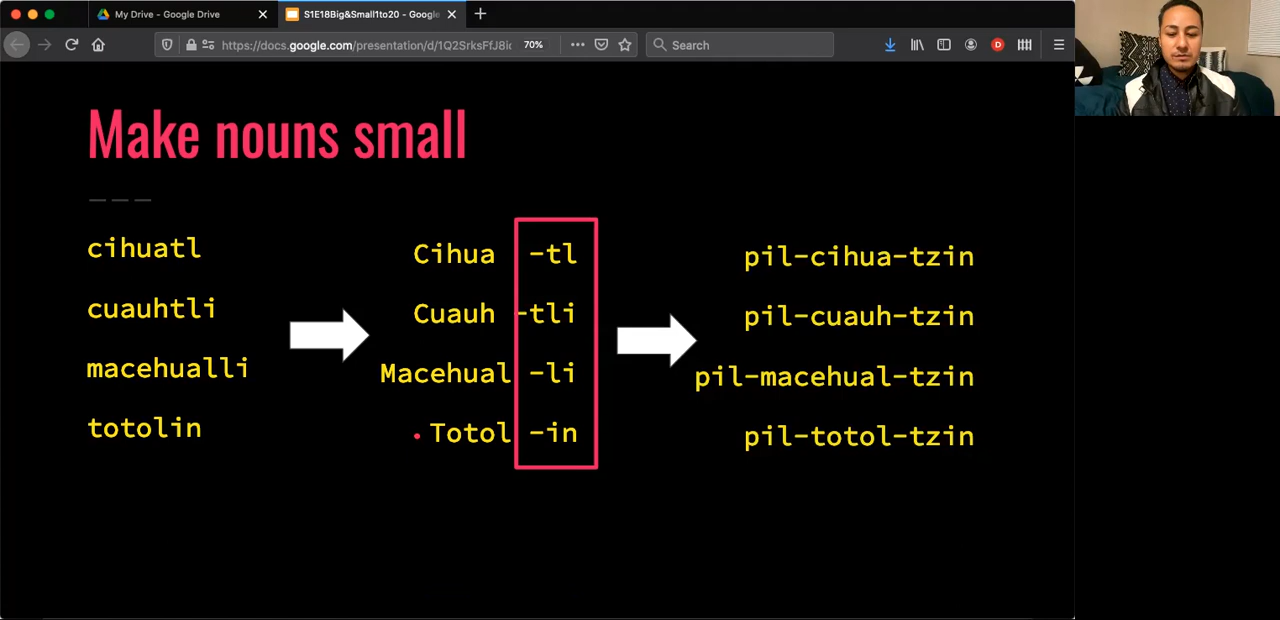 My Drive - Google Drive
S1E18Big&Small1to20 - Google
https://docs.google.com/presentation/d/1Q2SrksFfJ8ic
70%
Search
Make nouns small
cihuatl
cuauhtli
macehualli
totolin
Cihua -tl
Cuauh -tli
Macehual -li
Totol -in
pil-cihua-tzin
pil-cuauh-tzin
pil-macehual-tzin
pil-totol-tzin